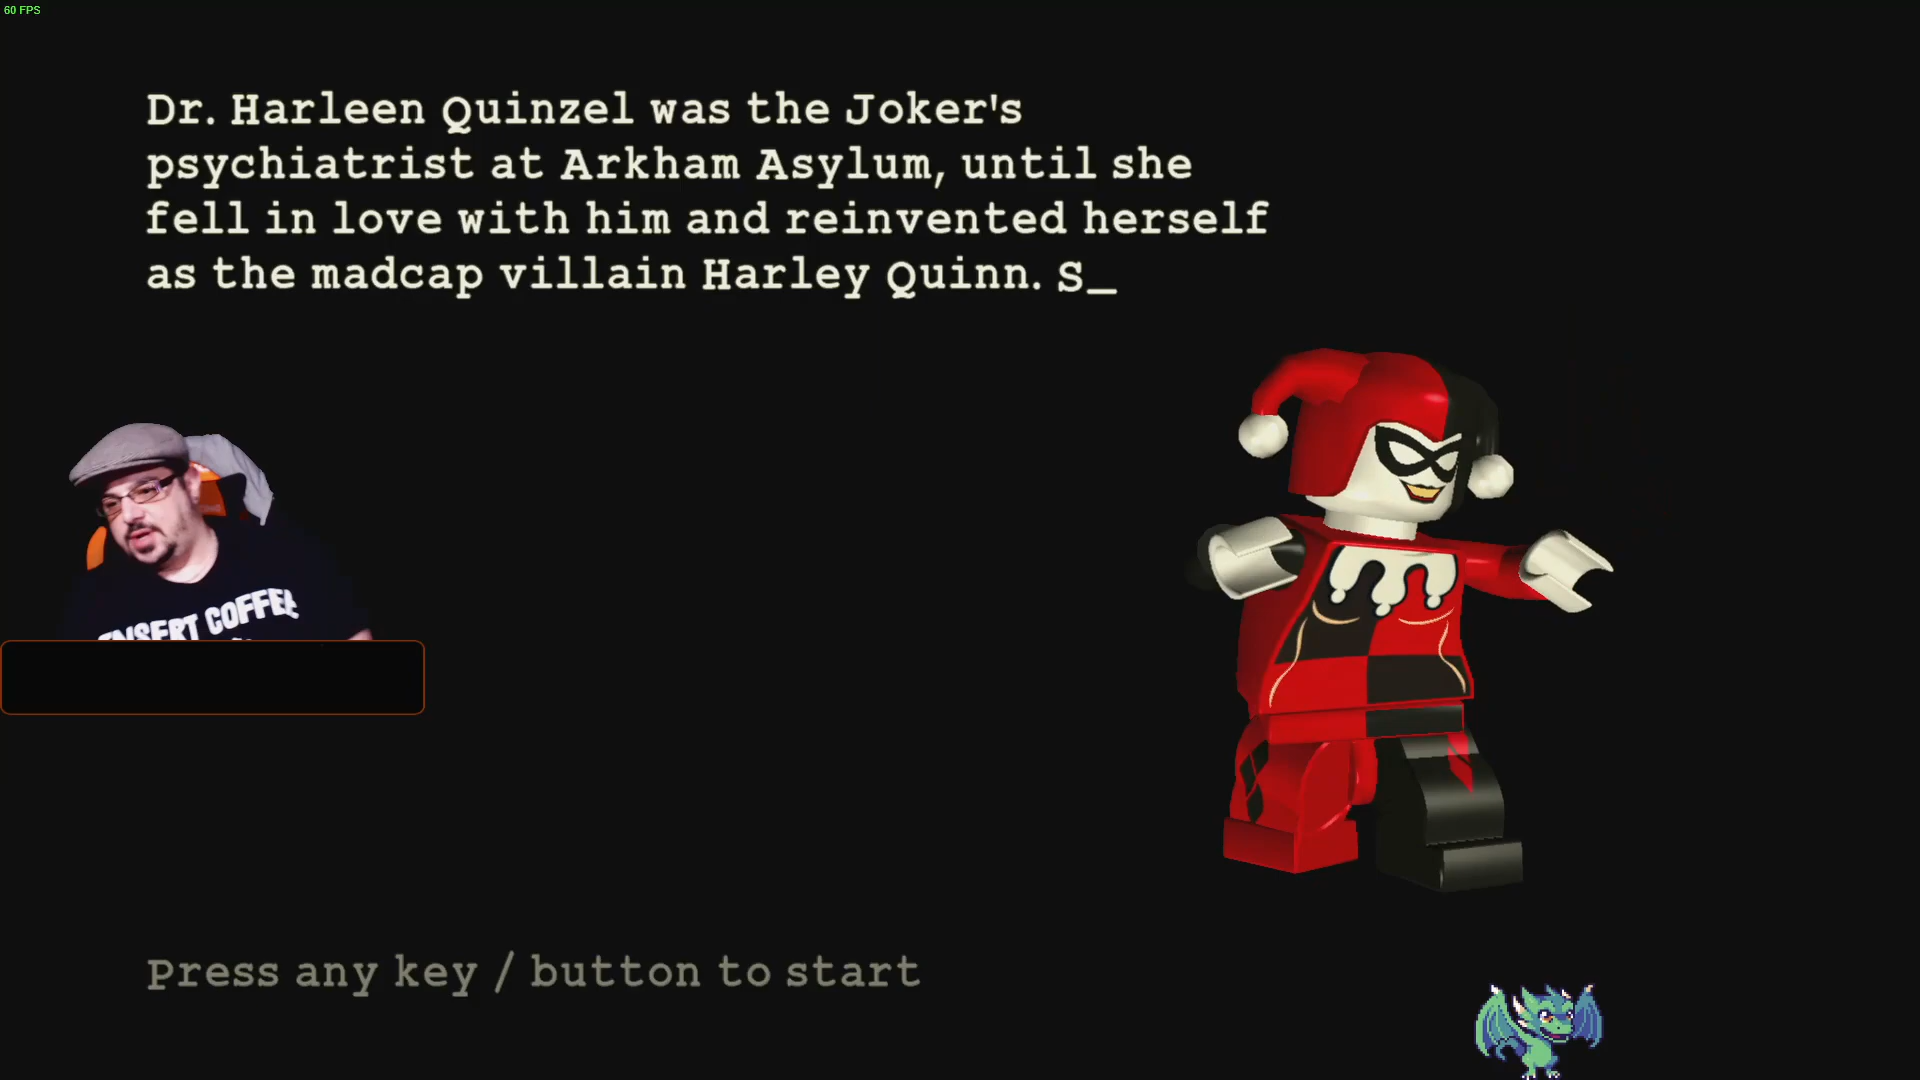 60 FPS
Dr. Harleen Quinzel was the Joker's
psychiatrist at Arkham Asylum, until she
fell in love with him and reinvented herself
as the madcap villain Harley Quinn. S_
INSERT COFFEE
Press any key / button to start